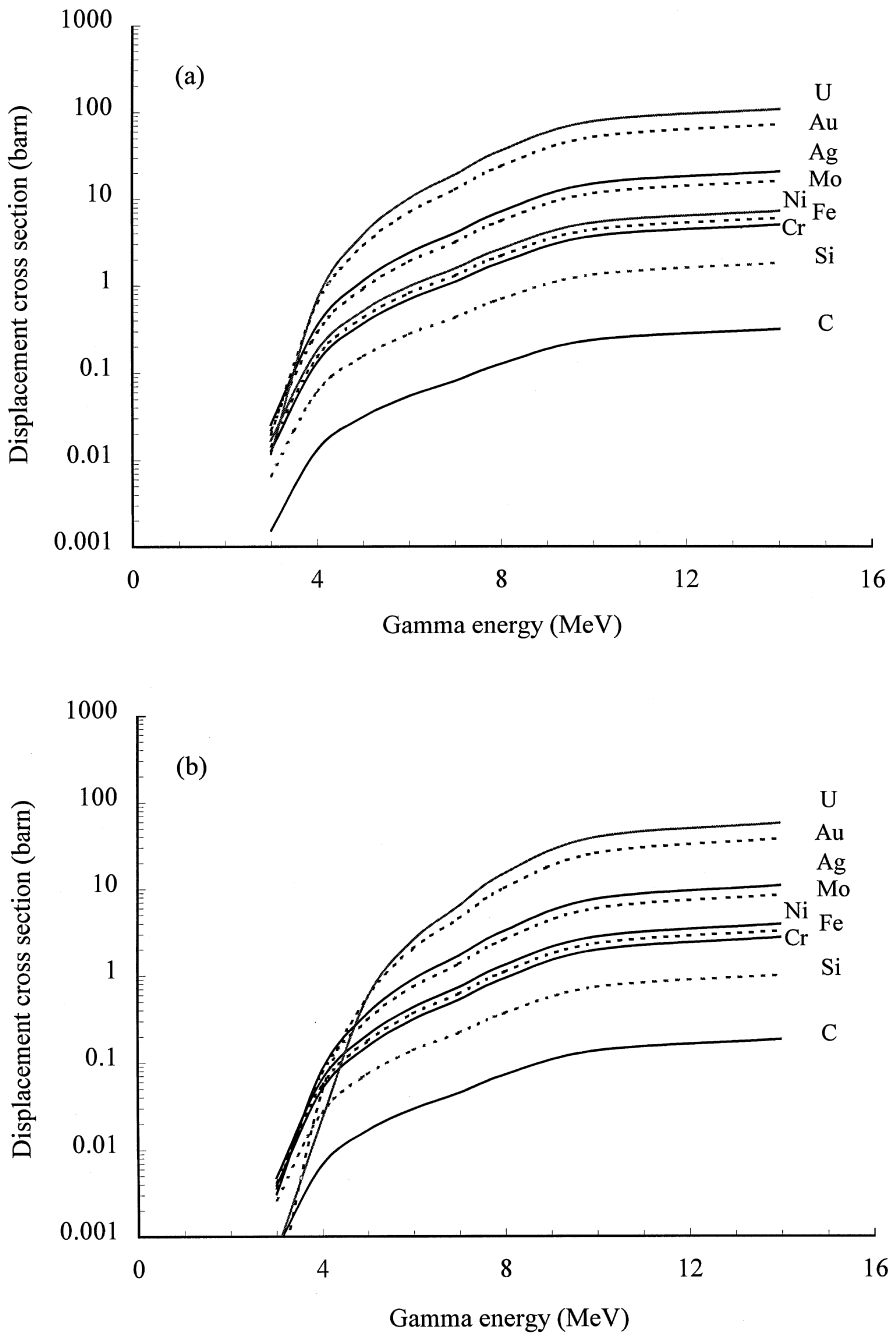 1000
(a)
100
10
1
0.1
0.01
0.001
Displacement cross section (barn)
U
Au
Ag
Mo
Ni Fe
Cr
Si
C
0 4 8 12 16
Gamma energy (MeV)
1000
(b)
100
10
1
0.1
0.01
0.001
Displacement cross section (barn)
U
Au
Ag
Mo
Ni Fe
Cr
Si
C
0 4 8 12 16
Gamma energy (MeV)